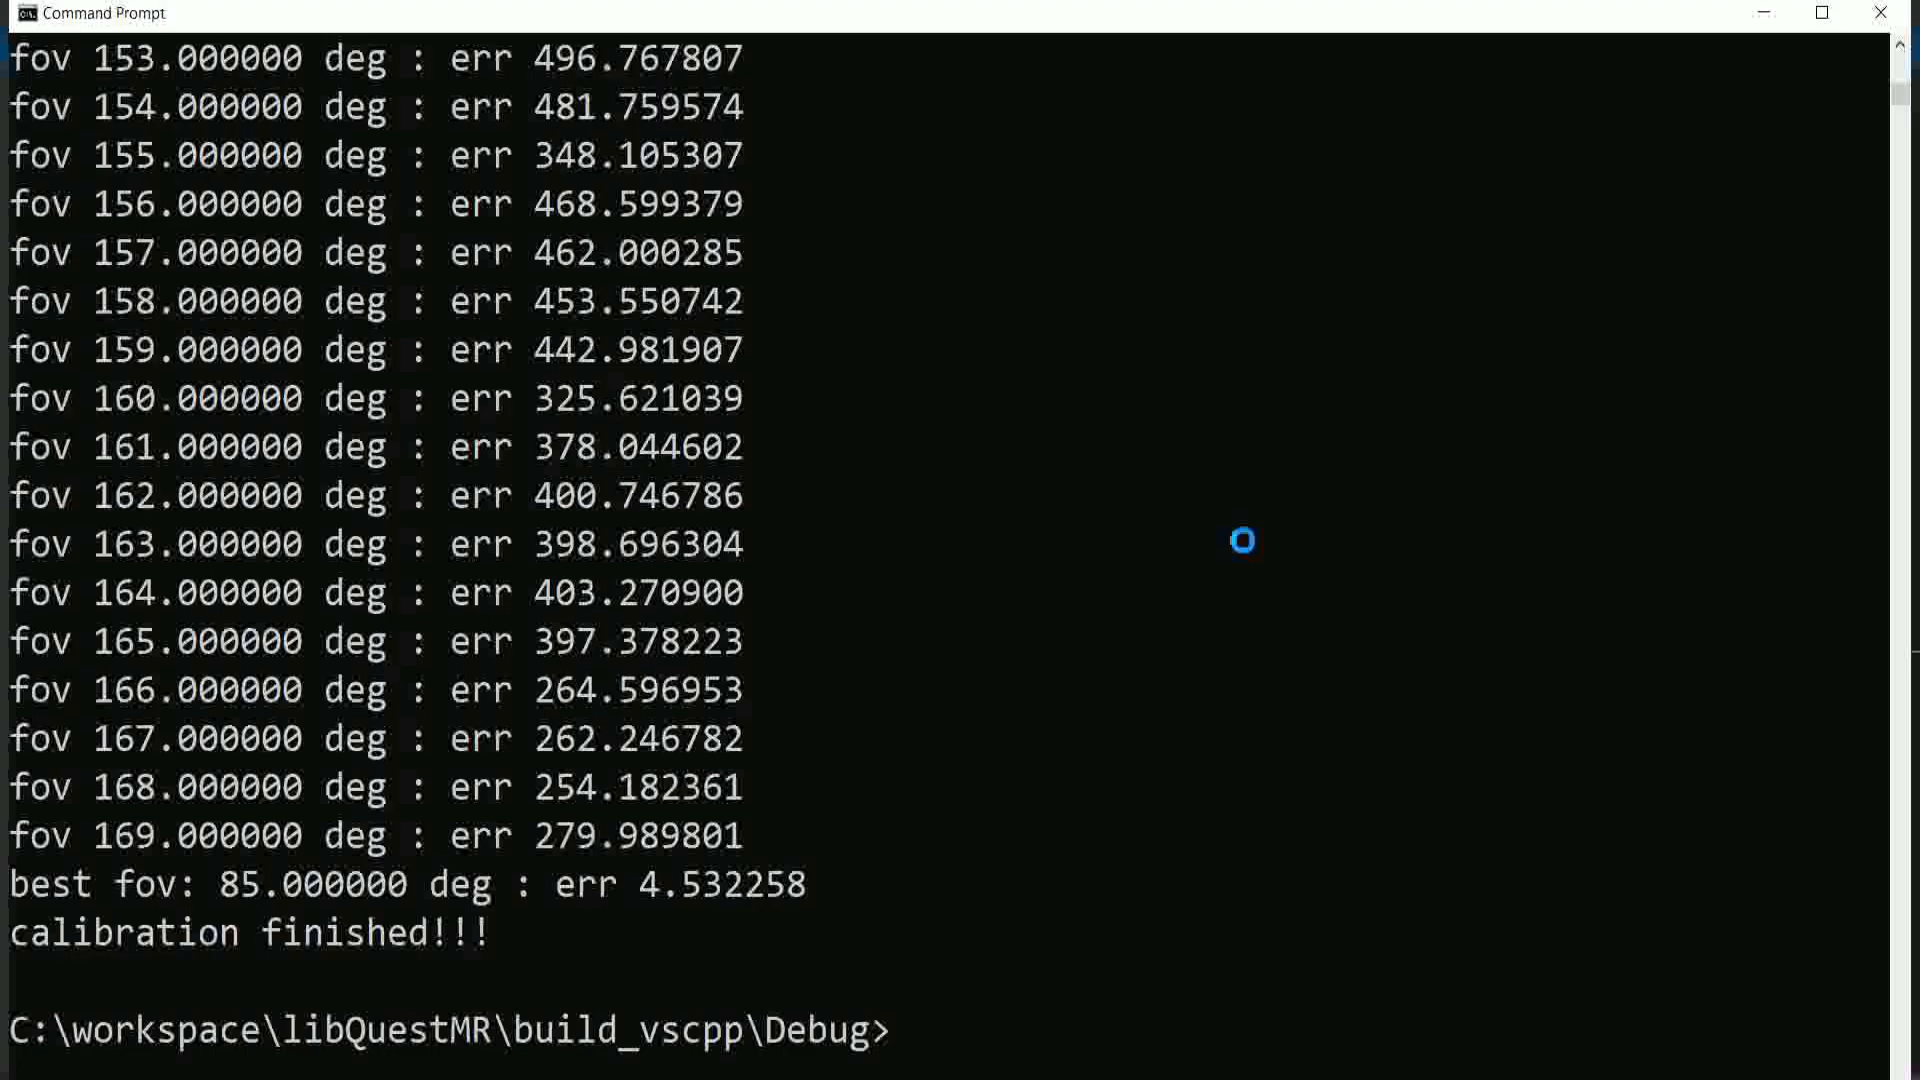 Command Prompt
fov 153.000000 deg : err 496.767807
fov 154.000000 deg : err 481.759574
fov 155.000000 deg : err 348.105307
fov 156.000000 deg : err 468.599379
fov 157.000000 deg : err 462.000285
fov 158.000000 deg : err 453.550742
fov 159.000000 deg : err 442.981907
fov 160.000000 deg : err 325.621039
fov 161.000000 deg : err 378.044602
fov 162.000000 deg : err 400.746786
fov 163.000000 deg : err 398.696304
fov 164.000000 deg : err 403.270900
fov 165.000000 deg : err 397.378223
fov 166.000000 deg : err 264.596953
fov 167.000000 deg : err 262.246782
fov 168.000000 deg : err 254.182361
fov 169.000000 deg : err 279.989801
best fov: 85.000000 deg : err 4.532258
calibration finished!!!
C:\workspace\libQuestMR\build_vscpp\Debug>